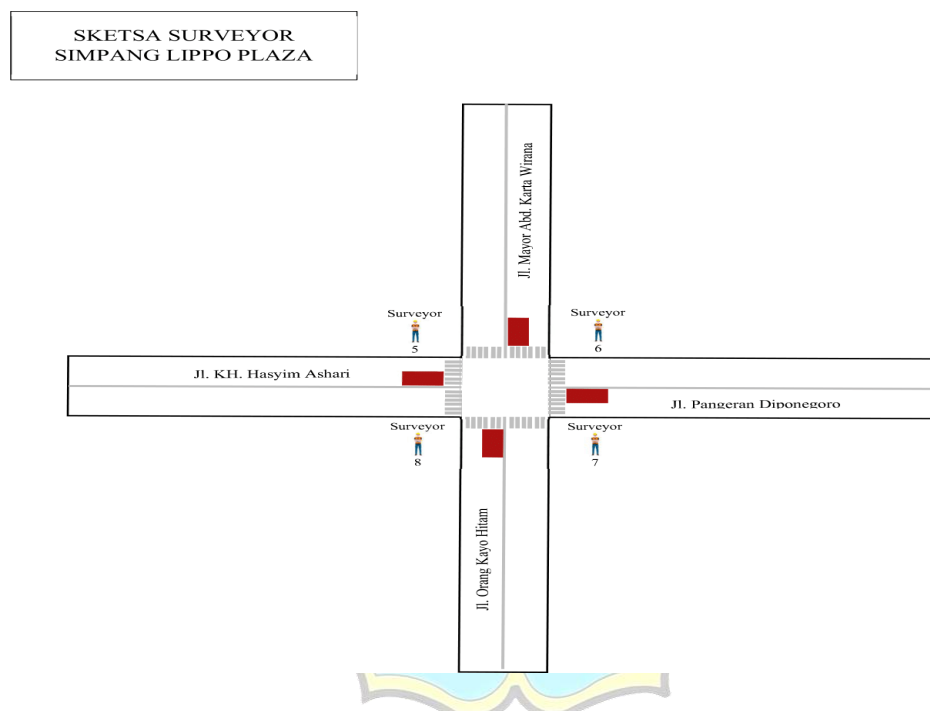 SKETSA SURVEYOR
SIMPANG LIPPO PLAZA
Jl. Mayor Abd. Karta Wirana
Surveyor
5
Surveyor
6
Jl. KH. Hasyim Ashari
Jl. Pangeran Diponegoro
Surveyor
8
Surveyor
7
Jl. Orang Kayo Hitam